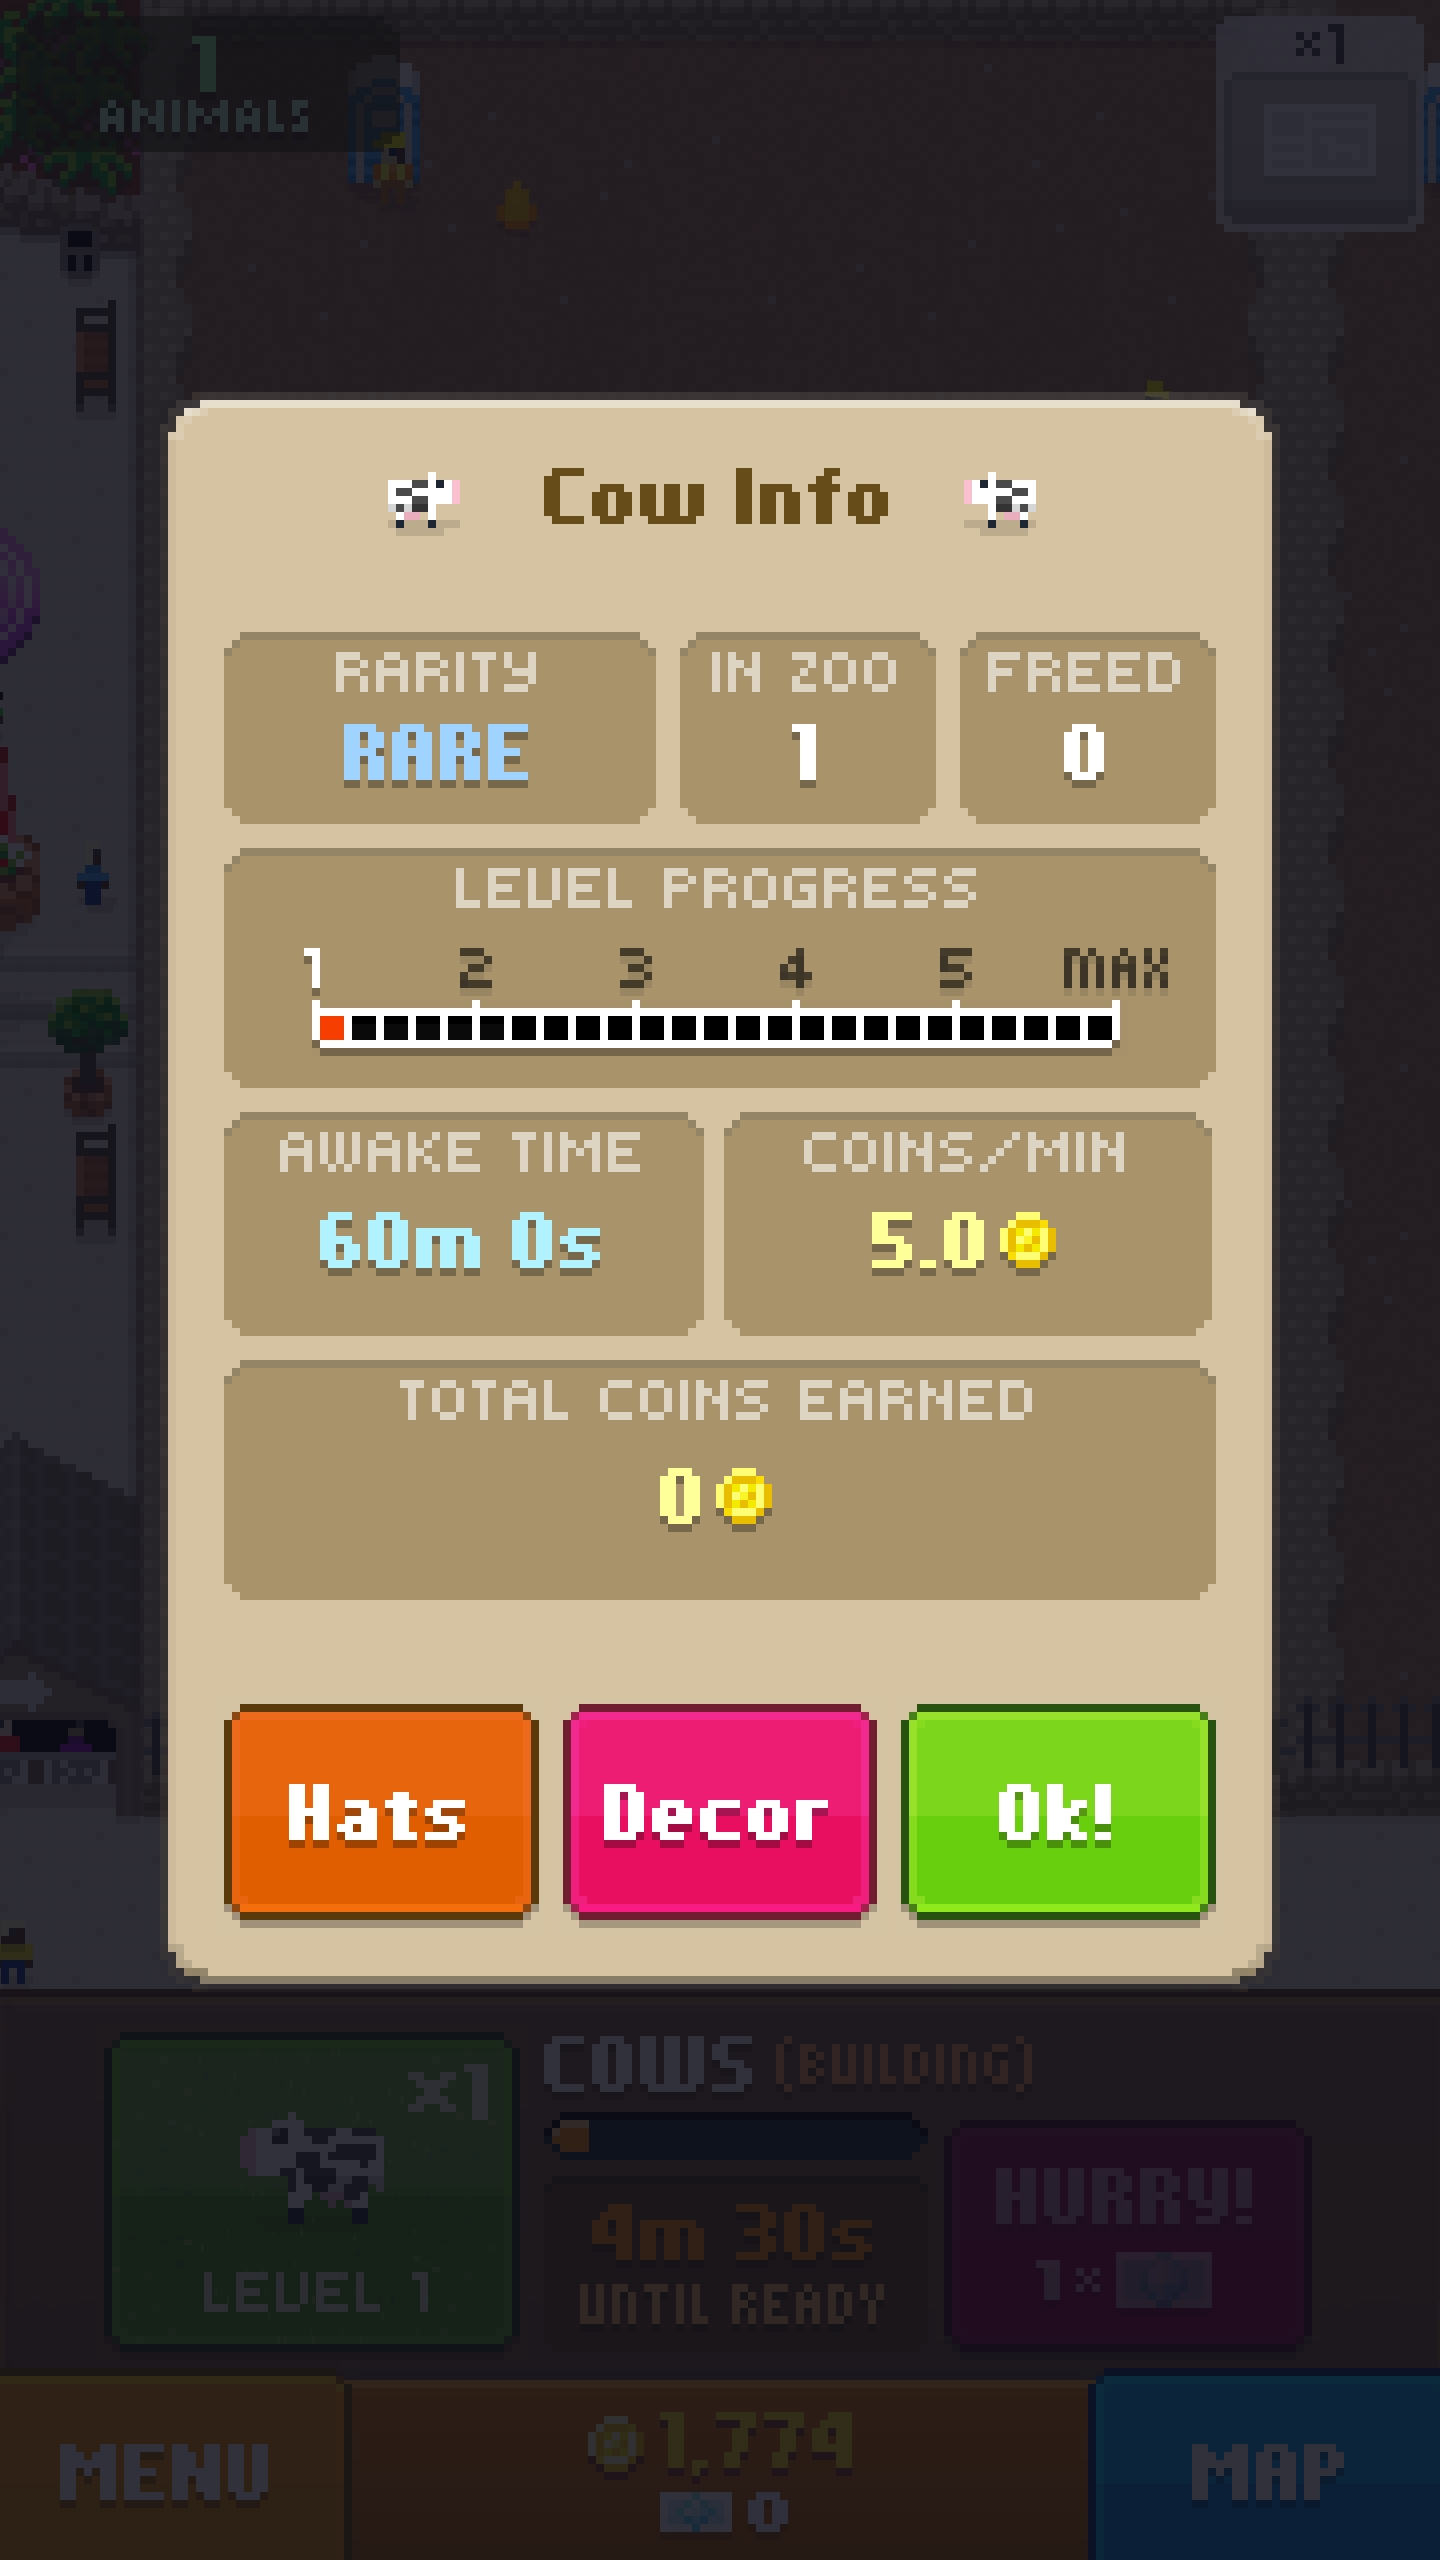 1
ANIMALS
x1
Cow Info
RARITY
RARE
IN ZOO
1
FREED
0
LEVEL PROGRESS
1 2 3 4 5 MAX
AWAKE TIME
60m 0s
COINS/MIN
5.0
TOTAL COINS EARNED
0
Hats
Decor
Ok!
x1
LEVEL 1
COWS (BUILDING)
4m 30s
UNTIL READY
HURRY!
1x
MENU
1,774
0
MAP